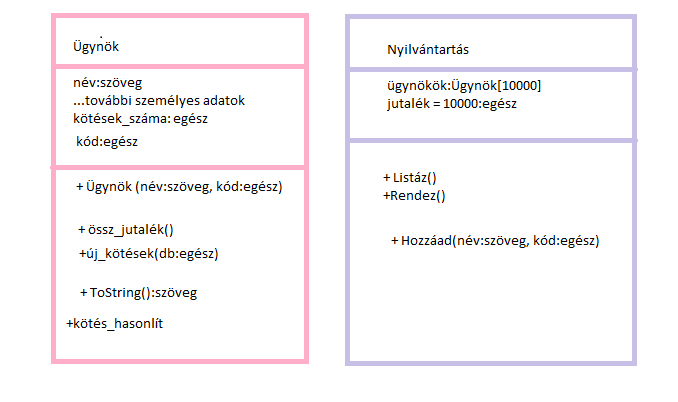 Ügynök
név:szöveg
...további személyes adatok
kötések_száma: egész
kód:egész
+ Ügynök (név:szöveg, kód:egész)
+ össz_jutalék()
+új_kötések(db:egész)
+ ToString():szöveg
+kötés_hasonlít
Nyilvántartás
ügynökök:Ügynök[10000]
jutalék = 10000:egész
+ Listáz()
+Rendez()
+ Hozzáad(név:szöveg, kód:egész)